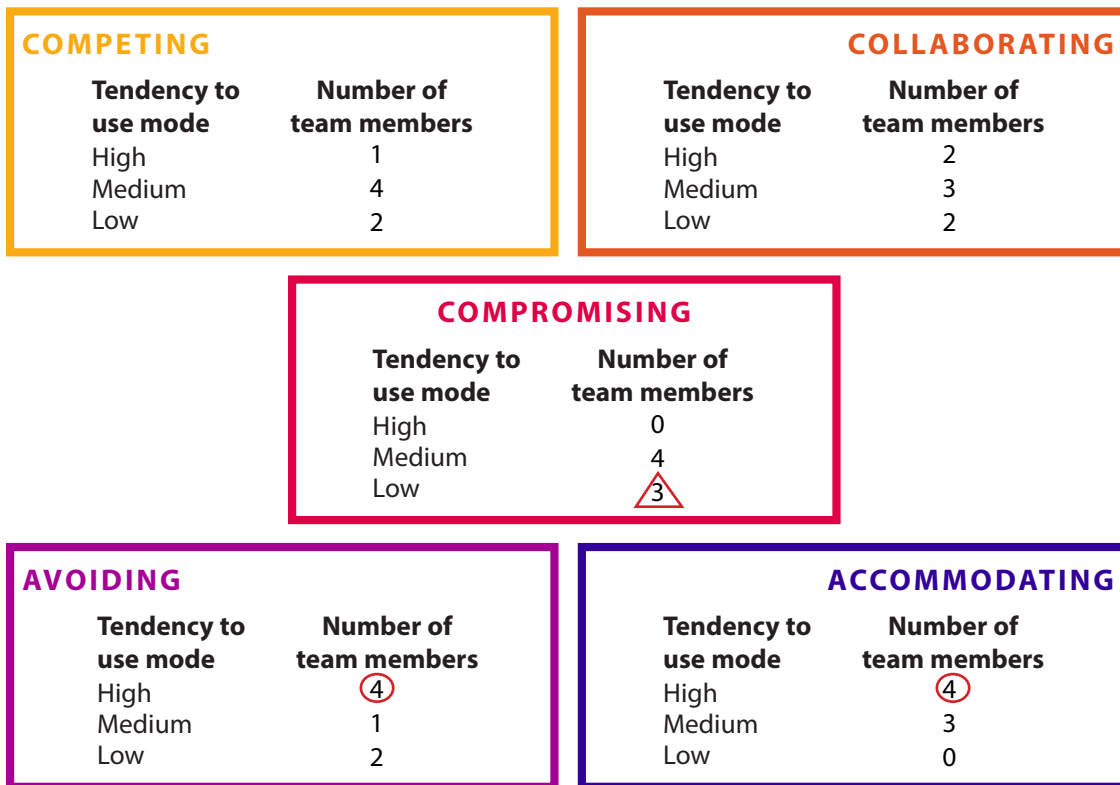 COMPETING
Tendency to Number of
use mode team members
High 1
Medium 4
Low 2
COLLABORATING
Tendency to Number of
use mode team members
High 2
Medium 3
Low 2
COMPROMISING
Tendency to Number of
use mode team members
High 0
Medium 4
Low 3
AVOIDING
Tendency to Number of
use mode team members
High 4
Medium 1
Low 2
ACCOMMODATING
Tendency to Number of
use mode team members
High 4
Medium 3
Low 0